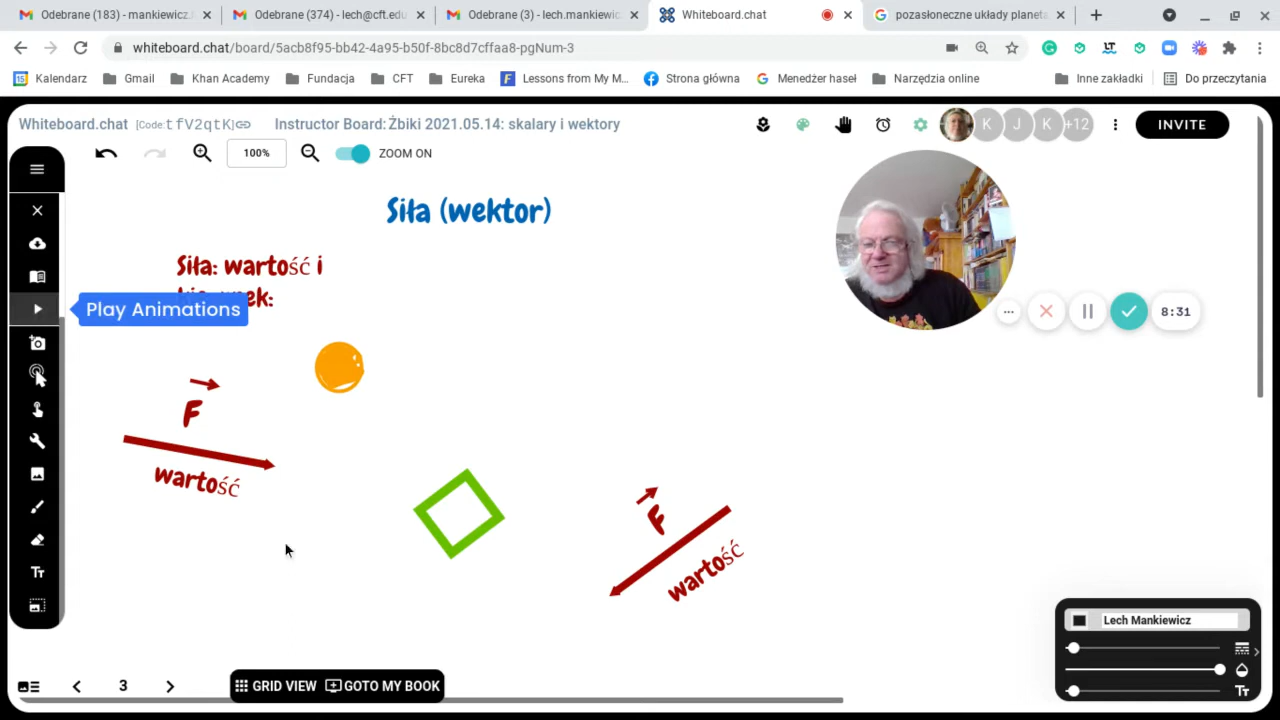 Odebrane (183) - mankiewicz.l
Odebrane (374) - lech@cft.edu
Odebrane (3) - lech.mankiewic
Whiteboard.chat
pozasłoneczne układy planeta
whiteboard.chat/board/5acb8f95-bb42-4a95-b50f-8bc8d7cffaa8-pgNum-3
Kalendarz
Gmail
Khan Academy
Fundacja
CFT
Eureka
Lessons from My M...
Strona główna
Menedżer haseł
Narzędzia online
Inne zakładki
Do przeczytania
Whiteboard.chat
[Code:tfV2qtK]
Instructor Board:Żbiki 2021.05.14: skalary i wektory
K
J
K
+12
INVITE
100%
ZOOM ON
Siła (wektor)
Siła: wartość i
Play Animations
8:31
F
wartość
F
wartość
Tт
Lech Mankiewicz
Tт
3
GRID VIEW
GOTO MY BOOK